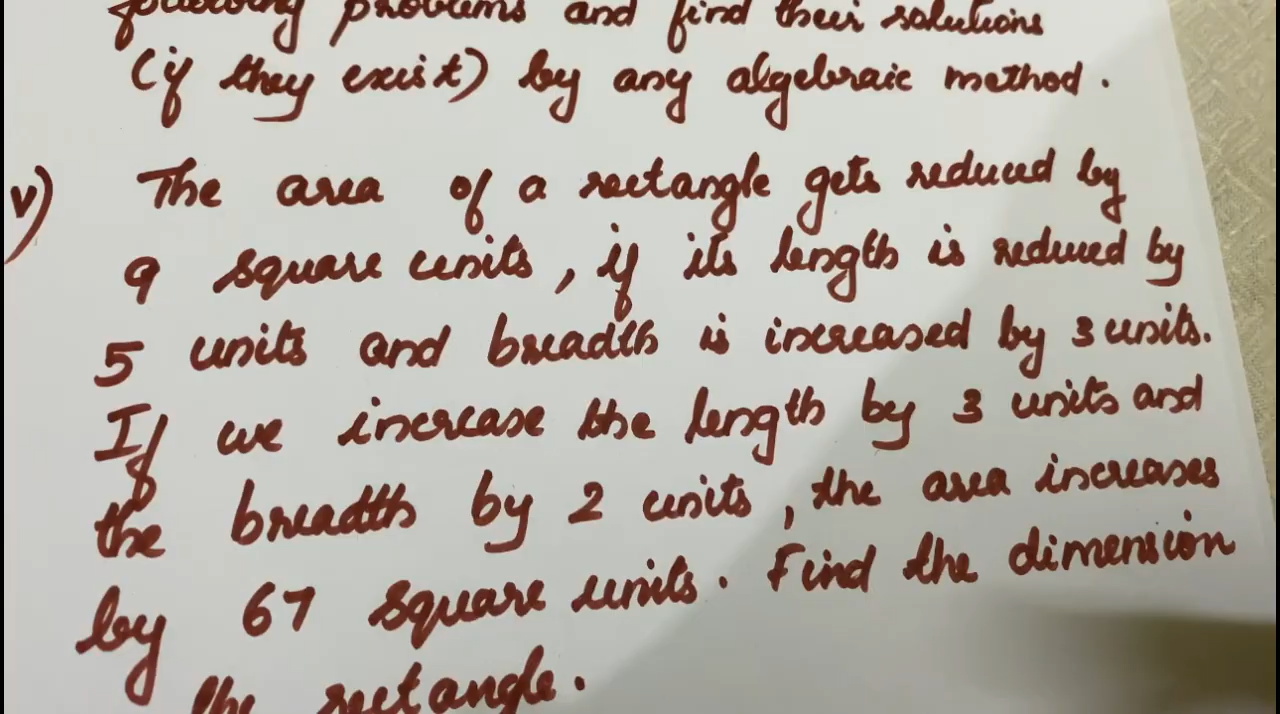 following problems and find their solutions
(if they exist) by any algebraic method.
v) The area of a rectangle gets reduced by
9 square units, if its length is reduced by
5 units and breadth is increased by 3 units.
If we increase the length by 3 units and
the breadth by 2 units, the area increases
by 67 square units. Find the dimension
the rectangle.